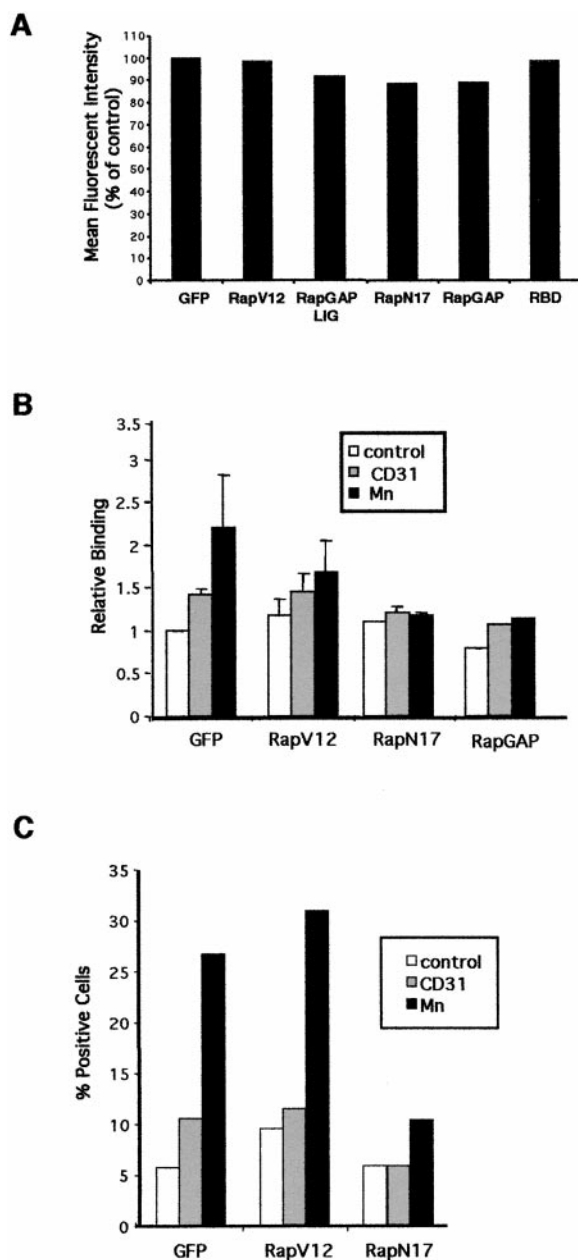 A
Mean Fluorescent Intensity
(% of control)
110
100
90
80
70
60
50
40
30
20
10
0
GFP RapV12 RapGAP LIG RapN17 RapGAP RBD
B
Relative Binding
3.5
3
2.5
2
1.5
1
0.5
0
control
CD31
Mn
GFP RapV12 RapN17 RapGAP
C
% Positive Cells
35
30
25
20
15
10
5
0
control
CD31
Mn
GFP RapV12 RapN17